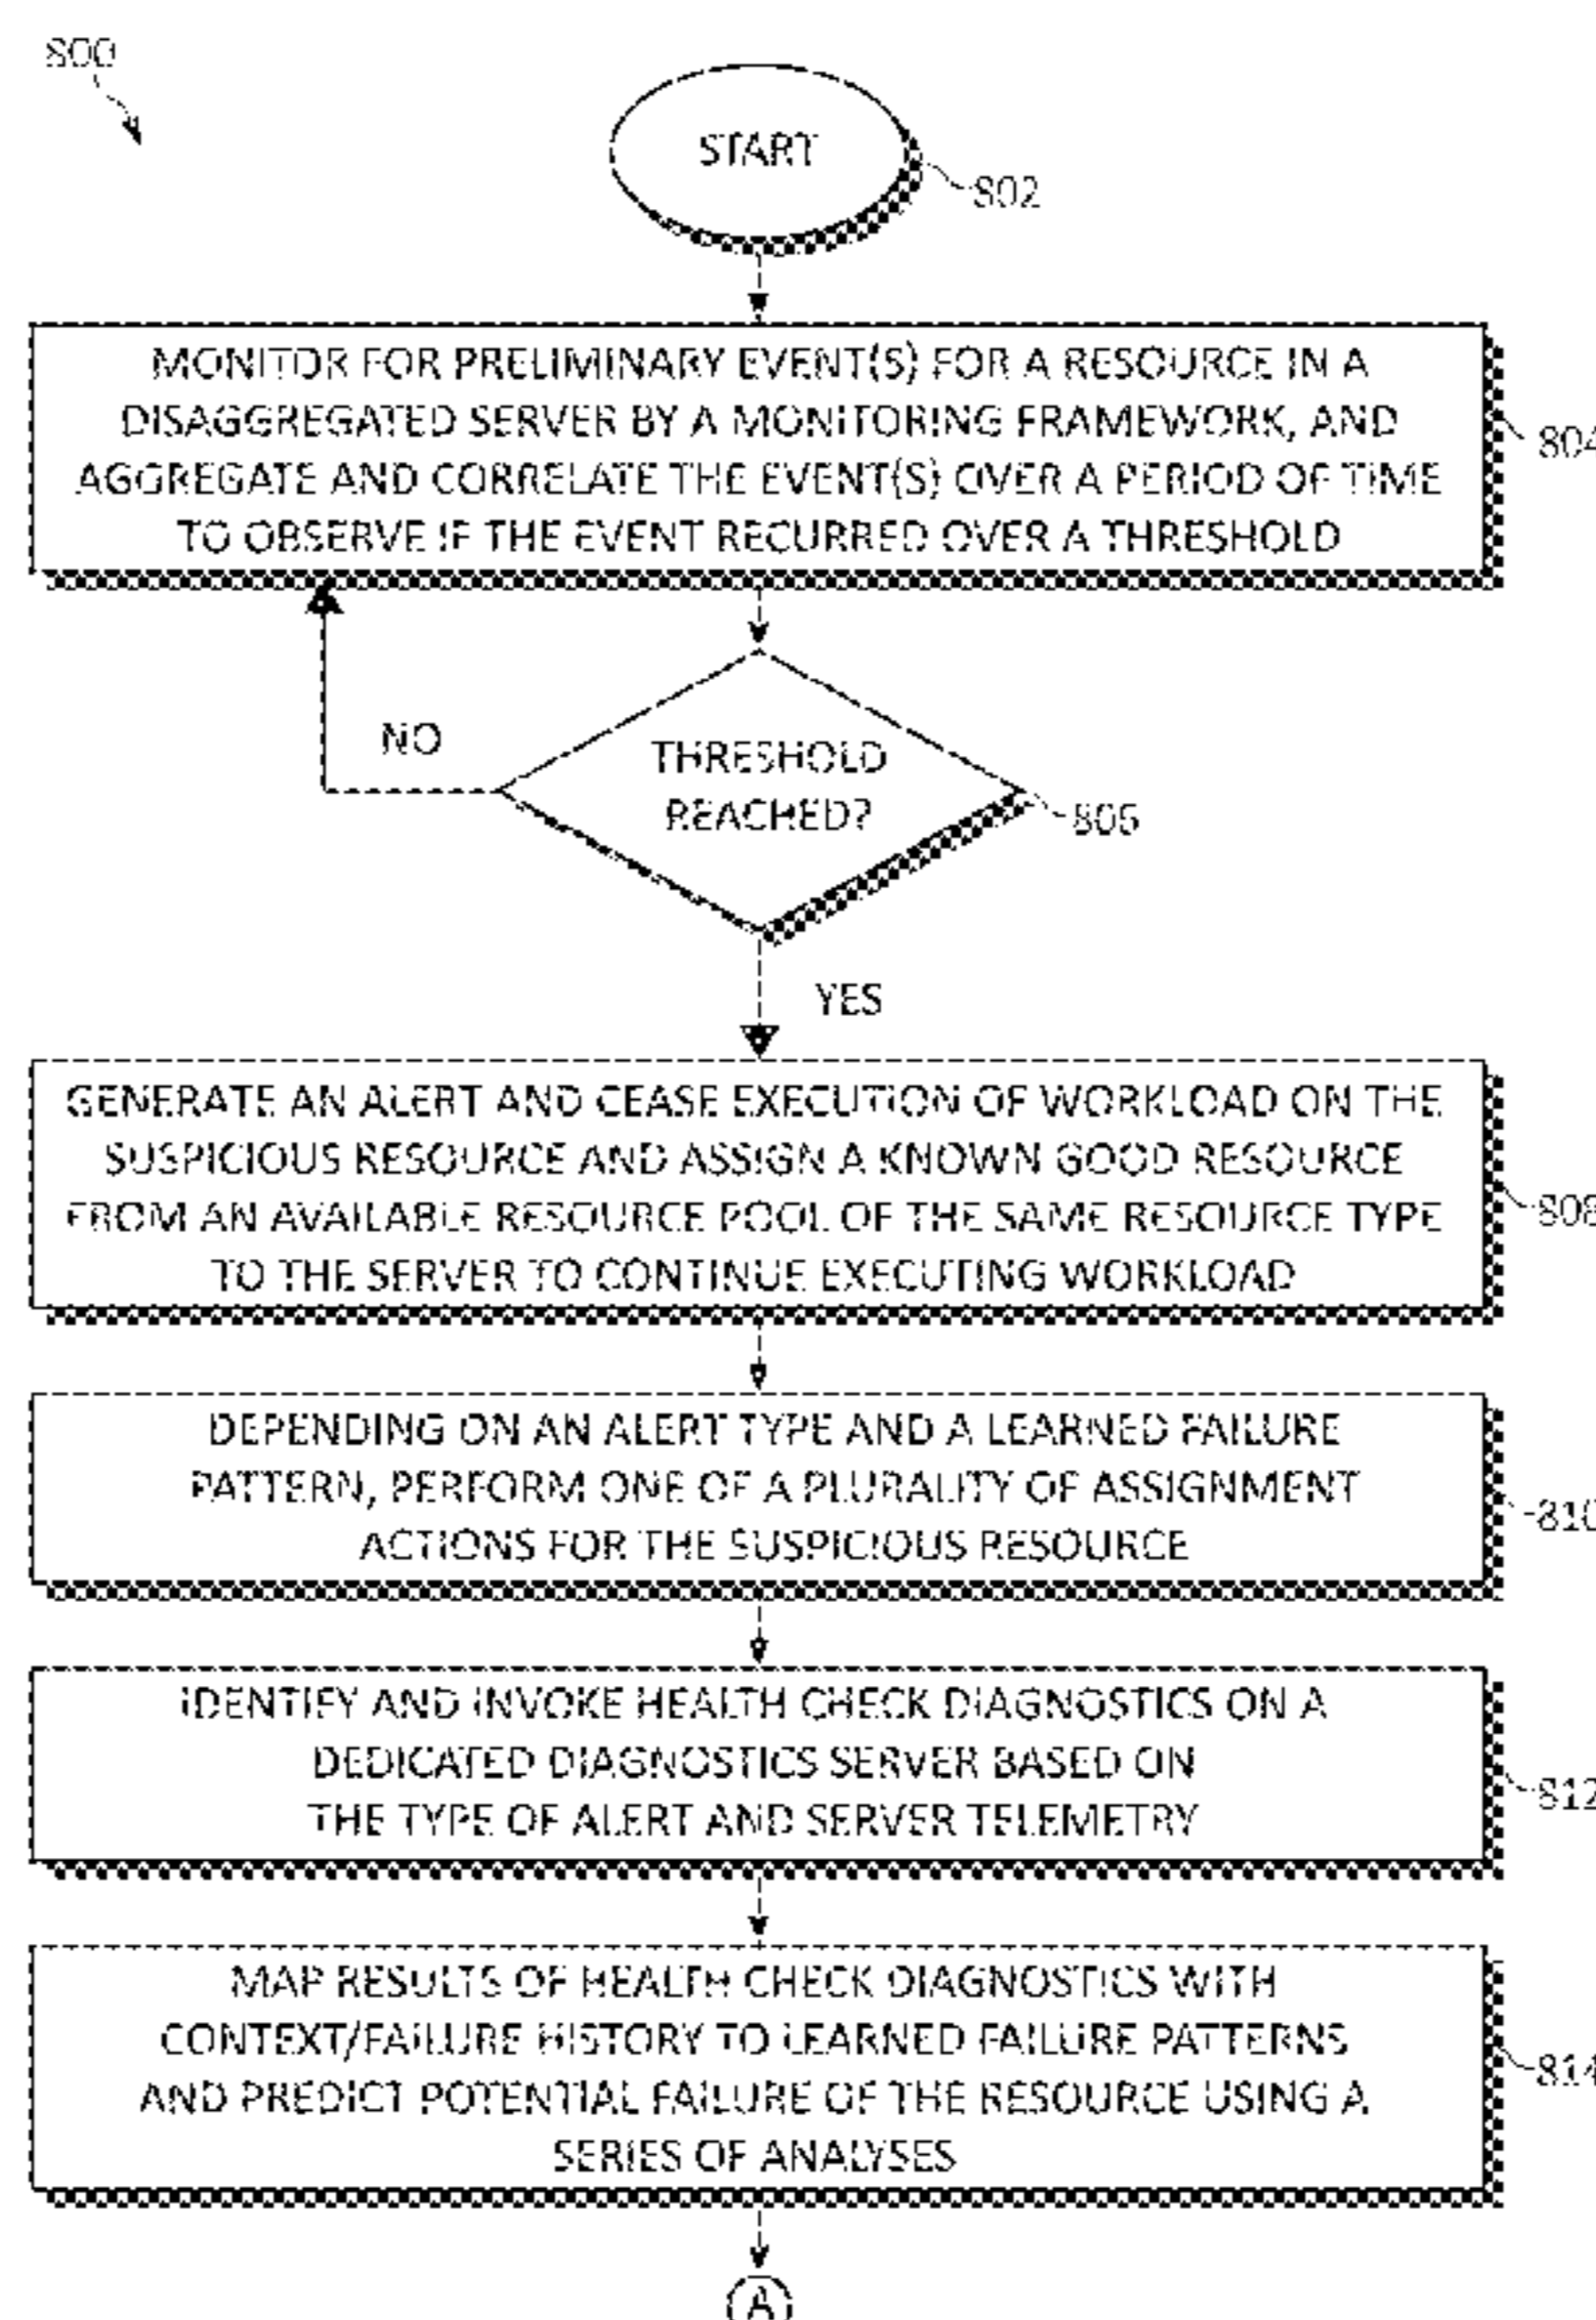 800
START
802
MONITOR FOR PRELIMINARY EVENT(S) FOR A RESOURCE IN A
DISAGGREGATED SERVER BY A MONITORING FRAMEWORK, AND
AGGREGATE AND CORRELATE THE EVENT(S) OVER A PERIOD OF TIME
TO OBSERVE IF THE EVENT RECURRED OVER A THRESHOLD
804
NO
THRESHOLD
REACHED?
806
YES
GENERATE AN ALERT AND CEASE EXECUTION OF WORKLOAD ON THE
SUSPICIOUS RESOURCE AND ASSIGN A KNOWN GOOD RESOURCE
FROM AN AVAILABLE RESOURCE POOL OF THE SAME RESOURCE TYPE
TO THE SERVER TO CONTINUE EXECUTING WORKLOAD
808
DEPENDING ON AN ALERT TYPE AND A LEARNED FAILURE
PATTERN, PERFORM ONE OF A PLURALITY OF ASSIGNMENT
ACTIONS FOR THE SUSPICIOUS RESOURCE
810
IDENTIFY AND INVOKE HEALTH CHECK DIAGNOSTICS ON A
DEDICATED DIAGNOSTICS SERVER BASED ON
THE TYPE OF ALERT AND SERVER TELEMETRY
812
MAP RESULTS OF HEALTH CHECK DIAGNOSTICS WITH
CONTEXT/FAILURE HISTORY TO LEARNED FAILURE PATTERNS
AND PREDICT POTENTIAL FAILURE OF THE RESOURCE USING A
SERIES OF ANALYSES
814
A